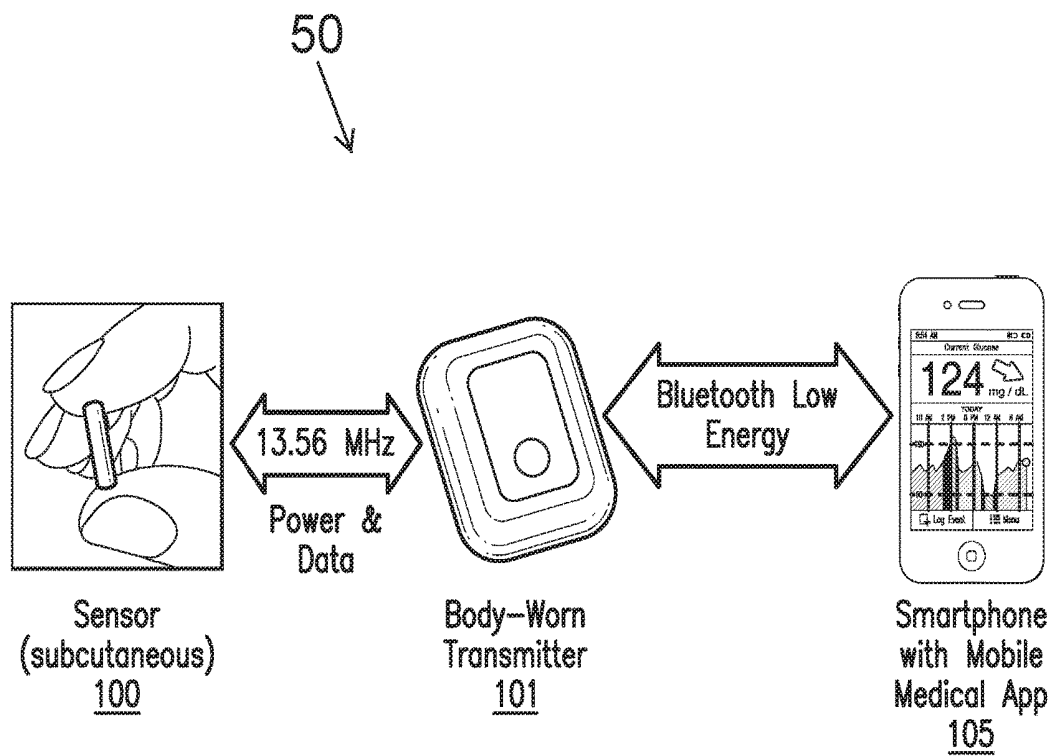 50
13.56 MHz
Power &
Data
Bluetooth Low
Energy
Current Glucose
124
mg / dL
TODAY
Log Event
Menu
Sensor
(subcutaneous)
100
Body-Worn
Transmitter
101
Smartphone
with Mobile
Medical App
105